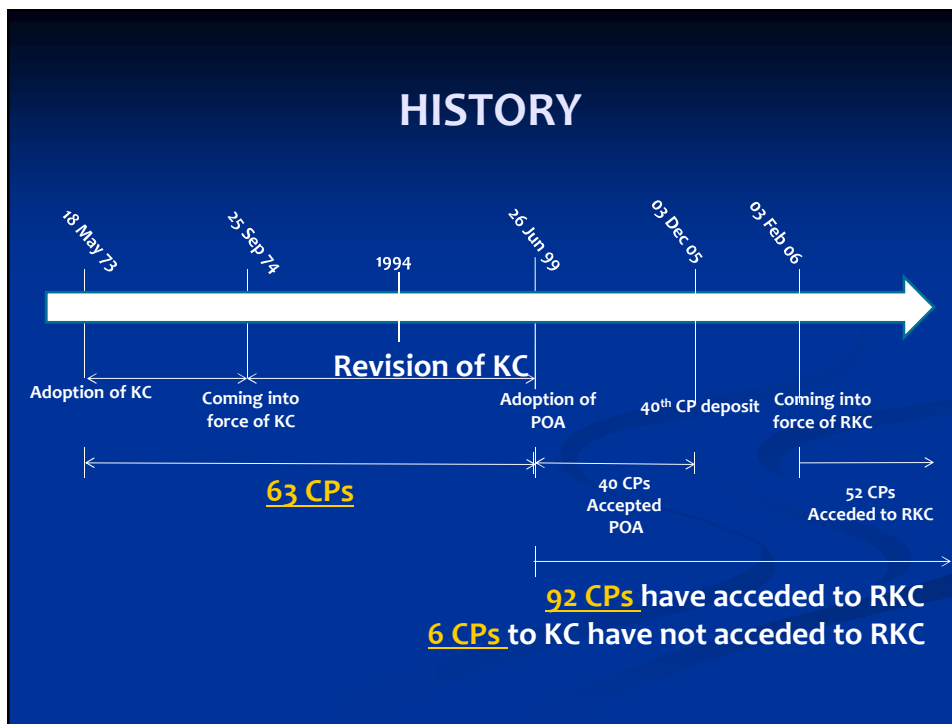 HISTORY
18 May 73
25 Sep 74
1994
26 Jun 99
03 Dec 05
03 Feb 06
Revision of KC
Adoption of KC
Coming into
force of KC
Adoption of
POA
40th CP deposit
Coming into
force of RKC
63 CPs
40 CPs
Accepted
POA
52 CPs
Acceded to RKC
92 CPs have acceded to RKC
6 CPs to KC have not acceded to RKC